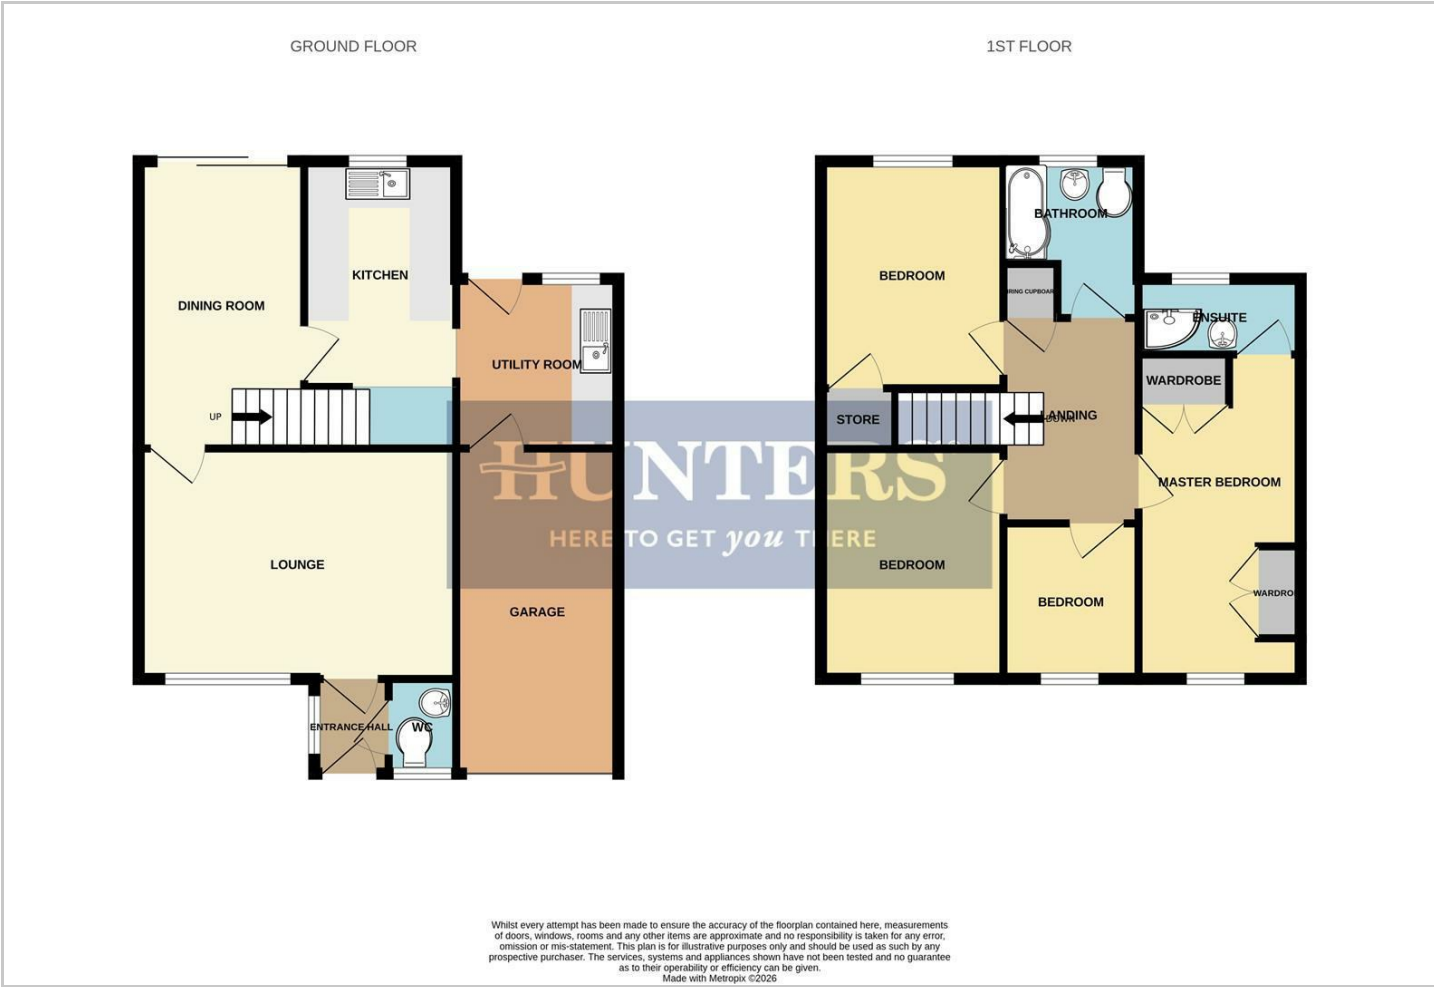 GROUND FLOOR
1ST FLOOR
DINING ROOM
KITCHEN
UTILITY ROOM
UP
LOUNGE
GARAGE
ENTRANCE HALL
WC
BEDROOM
BATHROOM
ENSUITE
WARDROBE
STORE
LANDING
DOWN
MASTER BEDROOM
BEDROOM
BEDROOM
HUNTERS
HERE TO GET you THERE
Whilst every attempt has been made to ensure the accuracy of the floorplan contained here, measurements
of doors, windows, rooms and any other items are approximate and no responsibility is taken for any error,
omission or mis-statement. This plan is for illustrative purposes only and should be used as such by any
prospective purchaser. The services, systems and appliances shown have not been tested and no guarantee
as to their operability or efficiency can be given.
Made with Metropix ©2026